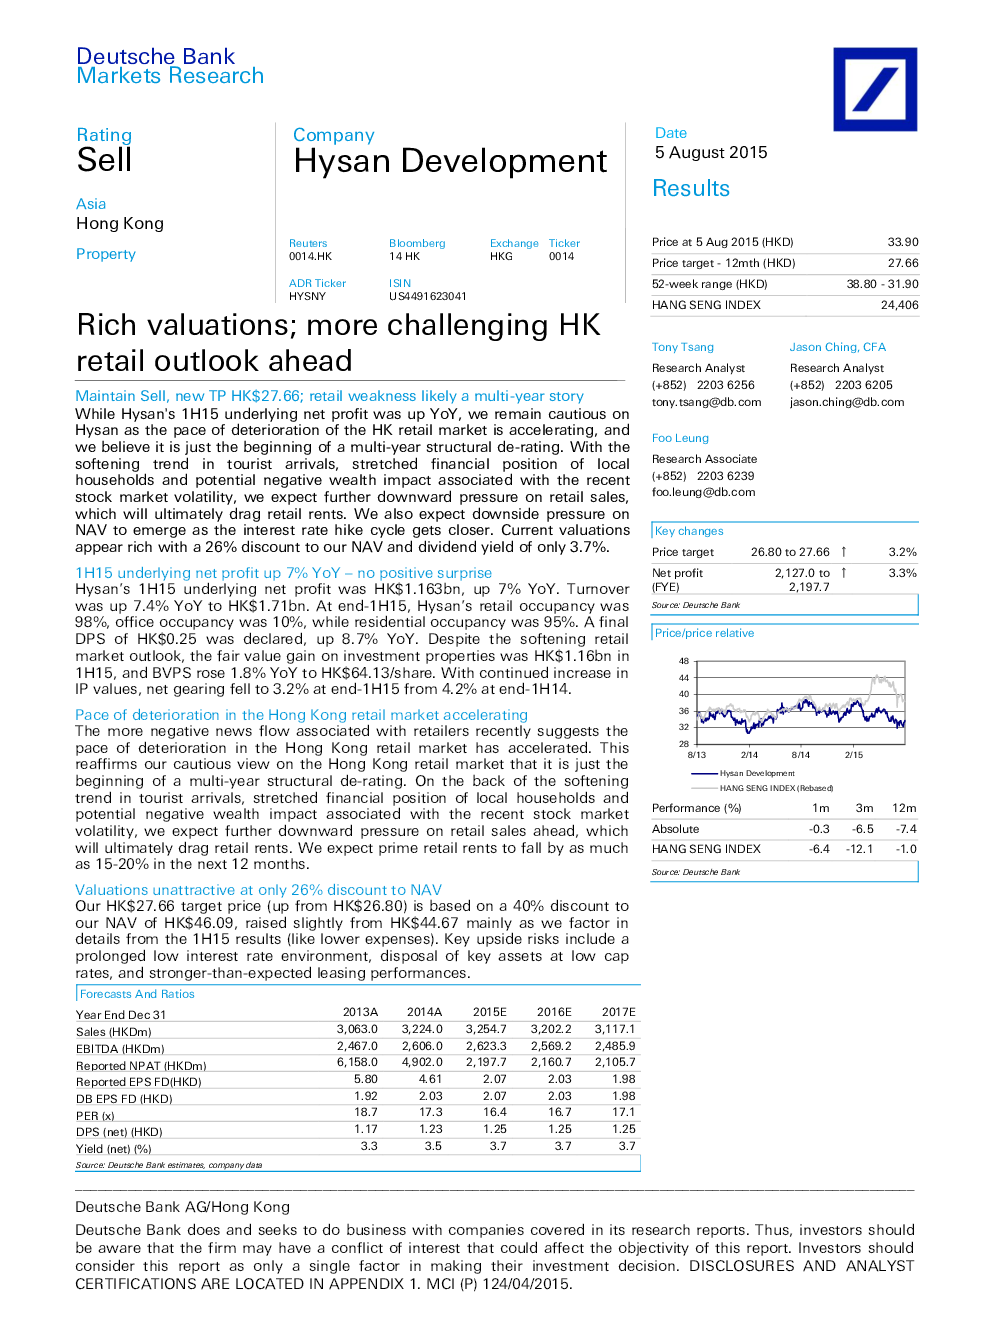 Deutsche Bank
Markets Research
Rating
Sell
Asia
Hong Kong
Property
Company
Hysan Development
Reuters
0014.HK
Bloomberg
14 HK
Exchange
HKG
Ticker
0014
ADR Ticker
HYSNY
ISIN
US4491623041
Date
5 August 2015
Results
Price at 5 Aug 2015 (HKD) 33.90
Price target - 12mth (HKD) 27.66
52-week range (HKD) 38.80 - 31.90
HANG SENG INDEX 24,406
Rich valuations; more challenging HK
retail outlook ahead
Maintain Sell, new TP HK$27.66; retail weakness likely a multi-year story
While Hysan's 1H15 underlying net profit was up YoY, we remain cautious on
Hysan as the pace of deterioration of the HK retail market is accelerating, and
we believe it is just the beginning of a multi-year structural de-rating. With the
softening trend in tourist arrivals, stretched financial position of local
households and potential negative wealth impact associated with the recent
stock market volatility, we expect further downward pressure on retail sales,
which will ultimately drag retail rents. We also expect downside pressure on
NAV to emerge as the interest rate hike cycle gets closer. Current valuations
appear rich with a 26% discount to our NAV and dividend yield of only 3.7%.
1H15 underlying net profit up 7% YoY – no positive surprise
Hysan's 1H15 underlying net profit was HK$1.163bn, up 7% YoY. Turnover
was up 7.4% YoY to HK$1.71bn. At end-1H15, Hysan's retail occupancy was
98%, office occupancy was 10%, while residential occupancy was 95%. A final
DPS of HK$0.25 was declared, up 8.7% YoY. Despite the softening retail
market outlook, the fair value gain on investment properties was HK$1.16bn in
1H15, and BVPS rose 1.8% YoY to HK$64.13/share. With continued increase in
IP values, net gearing fell to 3.2% at end-1H15 from 4.2% at end-1H14.
Pace of deterioration in the Hong Kong retail market accelerating
The more negative news flow associated with retailers recently suggests the
pace of deterioration in the Hong Kong retail market has accelerated. This
reaffirms our cautious view on the Hong Kong retail market that it is just the
beginning of a multi-year structural de-rating. On the back of the softening
trend in tourist arrivals, stretched financial position of local households and
potential negative wealth impact associated with the recent stock market
volatility, we expect further downward pressure on retail sales ahead, which
will ultimately drag retail rents. We expect prime retail rents to fall by as much
as 15-20% in the next 12 months.
Valuations unattractive at only 26% discount to NAV
Our HK$27.66 target price (up from HK$26.80) is based on a 40% discount to
our NAV of HK$46.09, raised slightly from HK$44.67 mainly as we factor in
details from the 1H15 results (like lower expenses). Key upside risks include a
prolonged low interest rate environment, disposal of key assets at low cap
rates, and stronger-than-expected leasing performances.
Tony Tsang
Research Analyst
(+852) 2203 6256
tony.tsang@db.com
Jason Ching, CFA
Research Analyst
(+852) 2203 6205
jason.ching@db.com
Foo Leung
Research Associate
(+852) 2203 6239
foo.leung@db.com
Key changes
Price target 26.80 to 27.66 ↑ 3.2%
Net profit 2,127.0 to ↑ 3.3%
(FYE) 2,197.7
Source: Deutsche Bank
Price/price relative
48
44
40
36
32
28
8/13 2/14 8/14 2/15
Hysan Development
HANG SENG INDEX (Rebased)
Performance (%) 1m 3m 12m
Absolute -0.3 -6.5 -7.4
HANG SENG INDEX -6.4 -12.1 -1.0
Source: Deutsche Bank
Forecasts And Ratios
Year End Dec 31 2013A 2014A 2015E 2016E 2017E
Sales (HKDm) 3,063.0 3,224.0 3,254.7 3,202.2 3,117.1
EBITDA (HKDm) 2,467.0 2,606.0 2,623.3 2,569.2 2,485.9
Reported NPAT (HKDm) 6,158.0 4,902.0 2,197.7 2,160.7 2,105.7
Reported EPS FD(HKD) 5.80 4.61 2.07 2.03 1.98
DB EPS FD (HKD) 1.92 2.03 2.07 2.03 1.98
PER (x) 18.7 17.3 16.4 16.7 17.1
DPS (net) (HKD) 1.17 1.23 1.25 1.25 1.25
Yield (net) (%) 3.3 3.5 3.7 3.7 3.7
Source: Deutsche Bank estimates, company data
Deutsche Bank AG/Hong Kong
Deutsche Bank does and seeks to do business with companies covered in its research reports. Thus, investors should
be aware that the firm may have a conflict of interest that could affect the objectivity of this report. Investors should
consider this report as only a single factor in making their investment decision. DISCLOSURES AND ANALYST
CERTIFICATIONS ARE LOCATED IN APPENDIX 1. MCI (P) 124/04/2015.